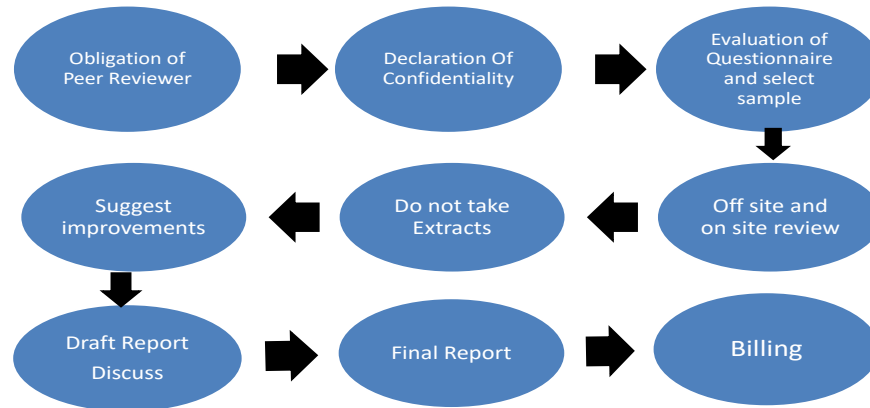 Obligation of
Peer Reviewer
Declaration Of
Confidentiality
Evaluation of
Questionnaire
and select
sample
Off site and
on site review
Do not take
Extracts
Suggest
improvements
Draft Report
Discuss
Final Report
Billing